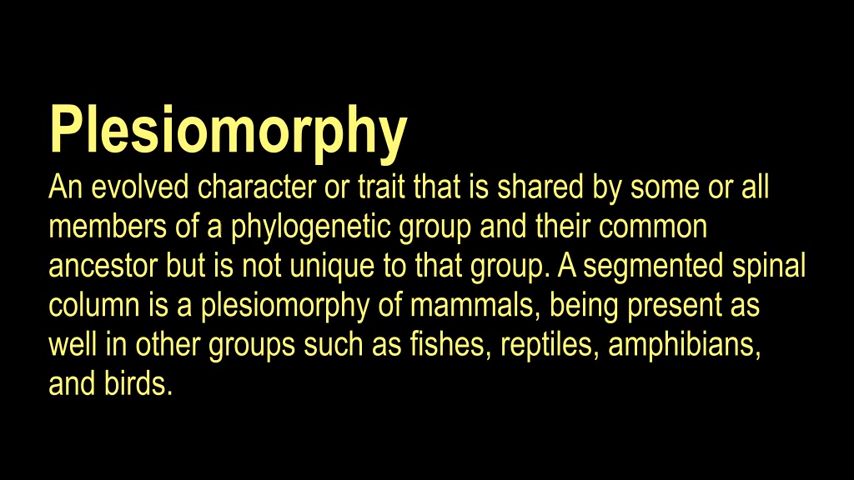 Plesiomorphy
An evolved character or trait that is shared by some or all
members of a phylogenetic group and their common
ancestor but is not unique to that group. A segmented spinal
column is a plesiomorphy of mammals, being present as
well in other groups such as fishes, reptiles, amphibians,
and birds.